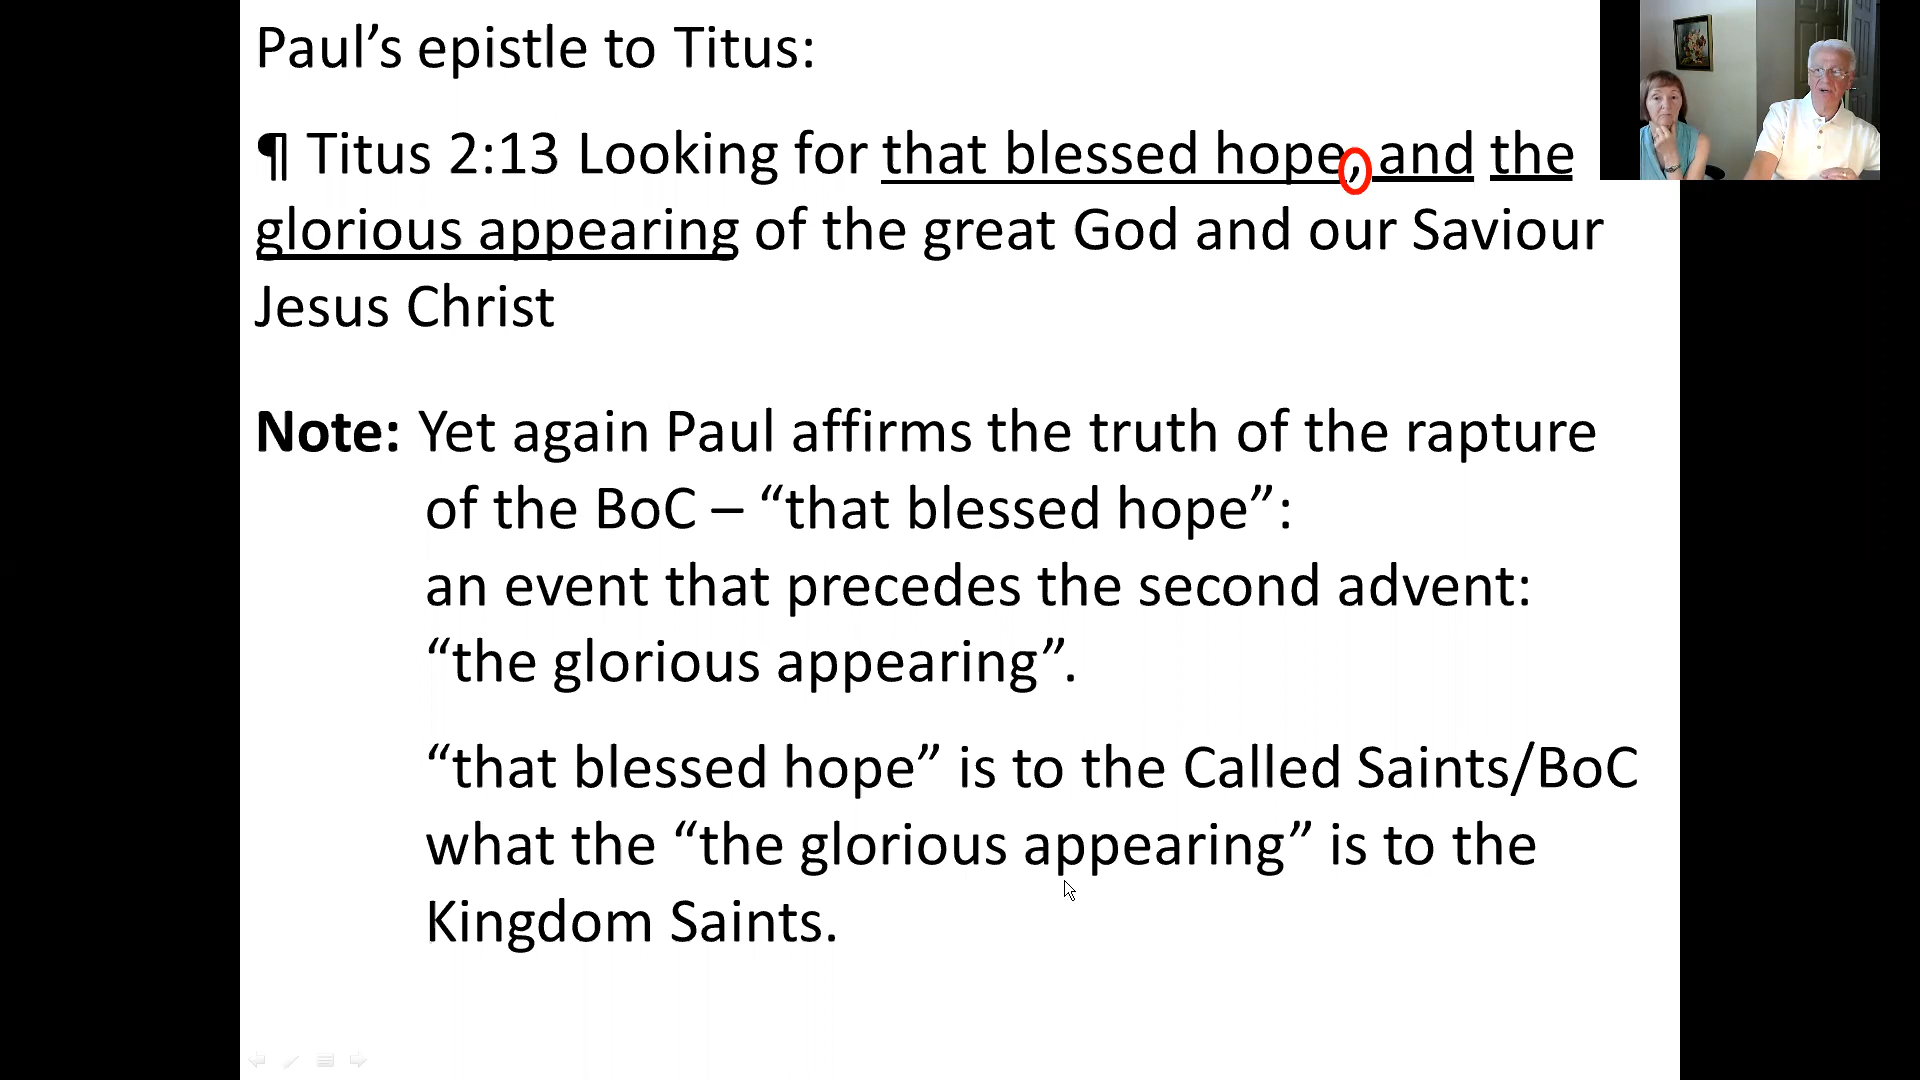 Paul’s epistle to Titus:
¶ Titus 2:13 Looking for that blessed hope, and the
glorious appearing of the great God and our Saviour
Jesus Christ
Note: Yet again Paul affirms the truth of the rapture
of the BoC – “that blessed hope”:
an event that precedes the second advent:
“the glorious appearing”.
“that blessed hope” is to the Called Saints/BoC
what the “the glorious appearing” is to the
Kingdom Saints.